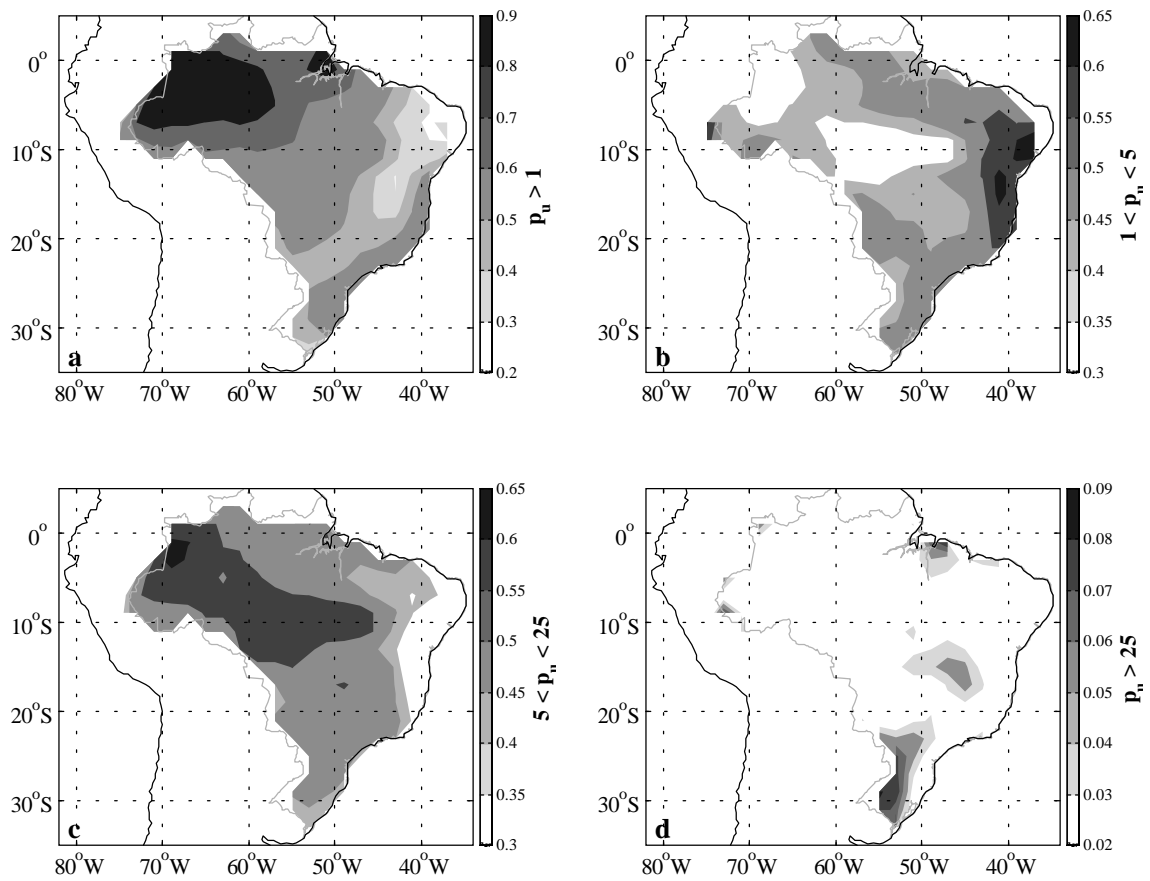 0°
10°S
20°S
30°S
80°W 70°W 60°W 50°W 40°W
a
0.9
0.8
0.7
0.6
0.5
0.4
0.3
0.2
p_u > 1
0°
10°S
20°S
30°S
80°W 70°W 60°W 50°W 40°W
b
0.65
0.6
0.55
0.5
0.45
0.4
0.35
0.3
1 < p_u < 5
0°
10°S
20°S
30°S
80°W 70°W 60°W 50°W 40°W
c
0.65
0.6
0.55
0.5
0.45
0.4
0.35
0.3
5 < p_u < 25
0°
10°S
20°S
30°S
80°W 70°W 60°W 50°W 40°W
d
0.09
0.08
0.07
0.06
0.05
0.04
0.03
0.02
p_u > 25